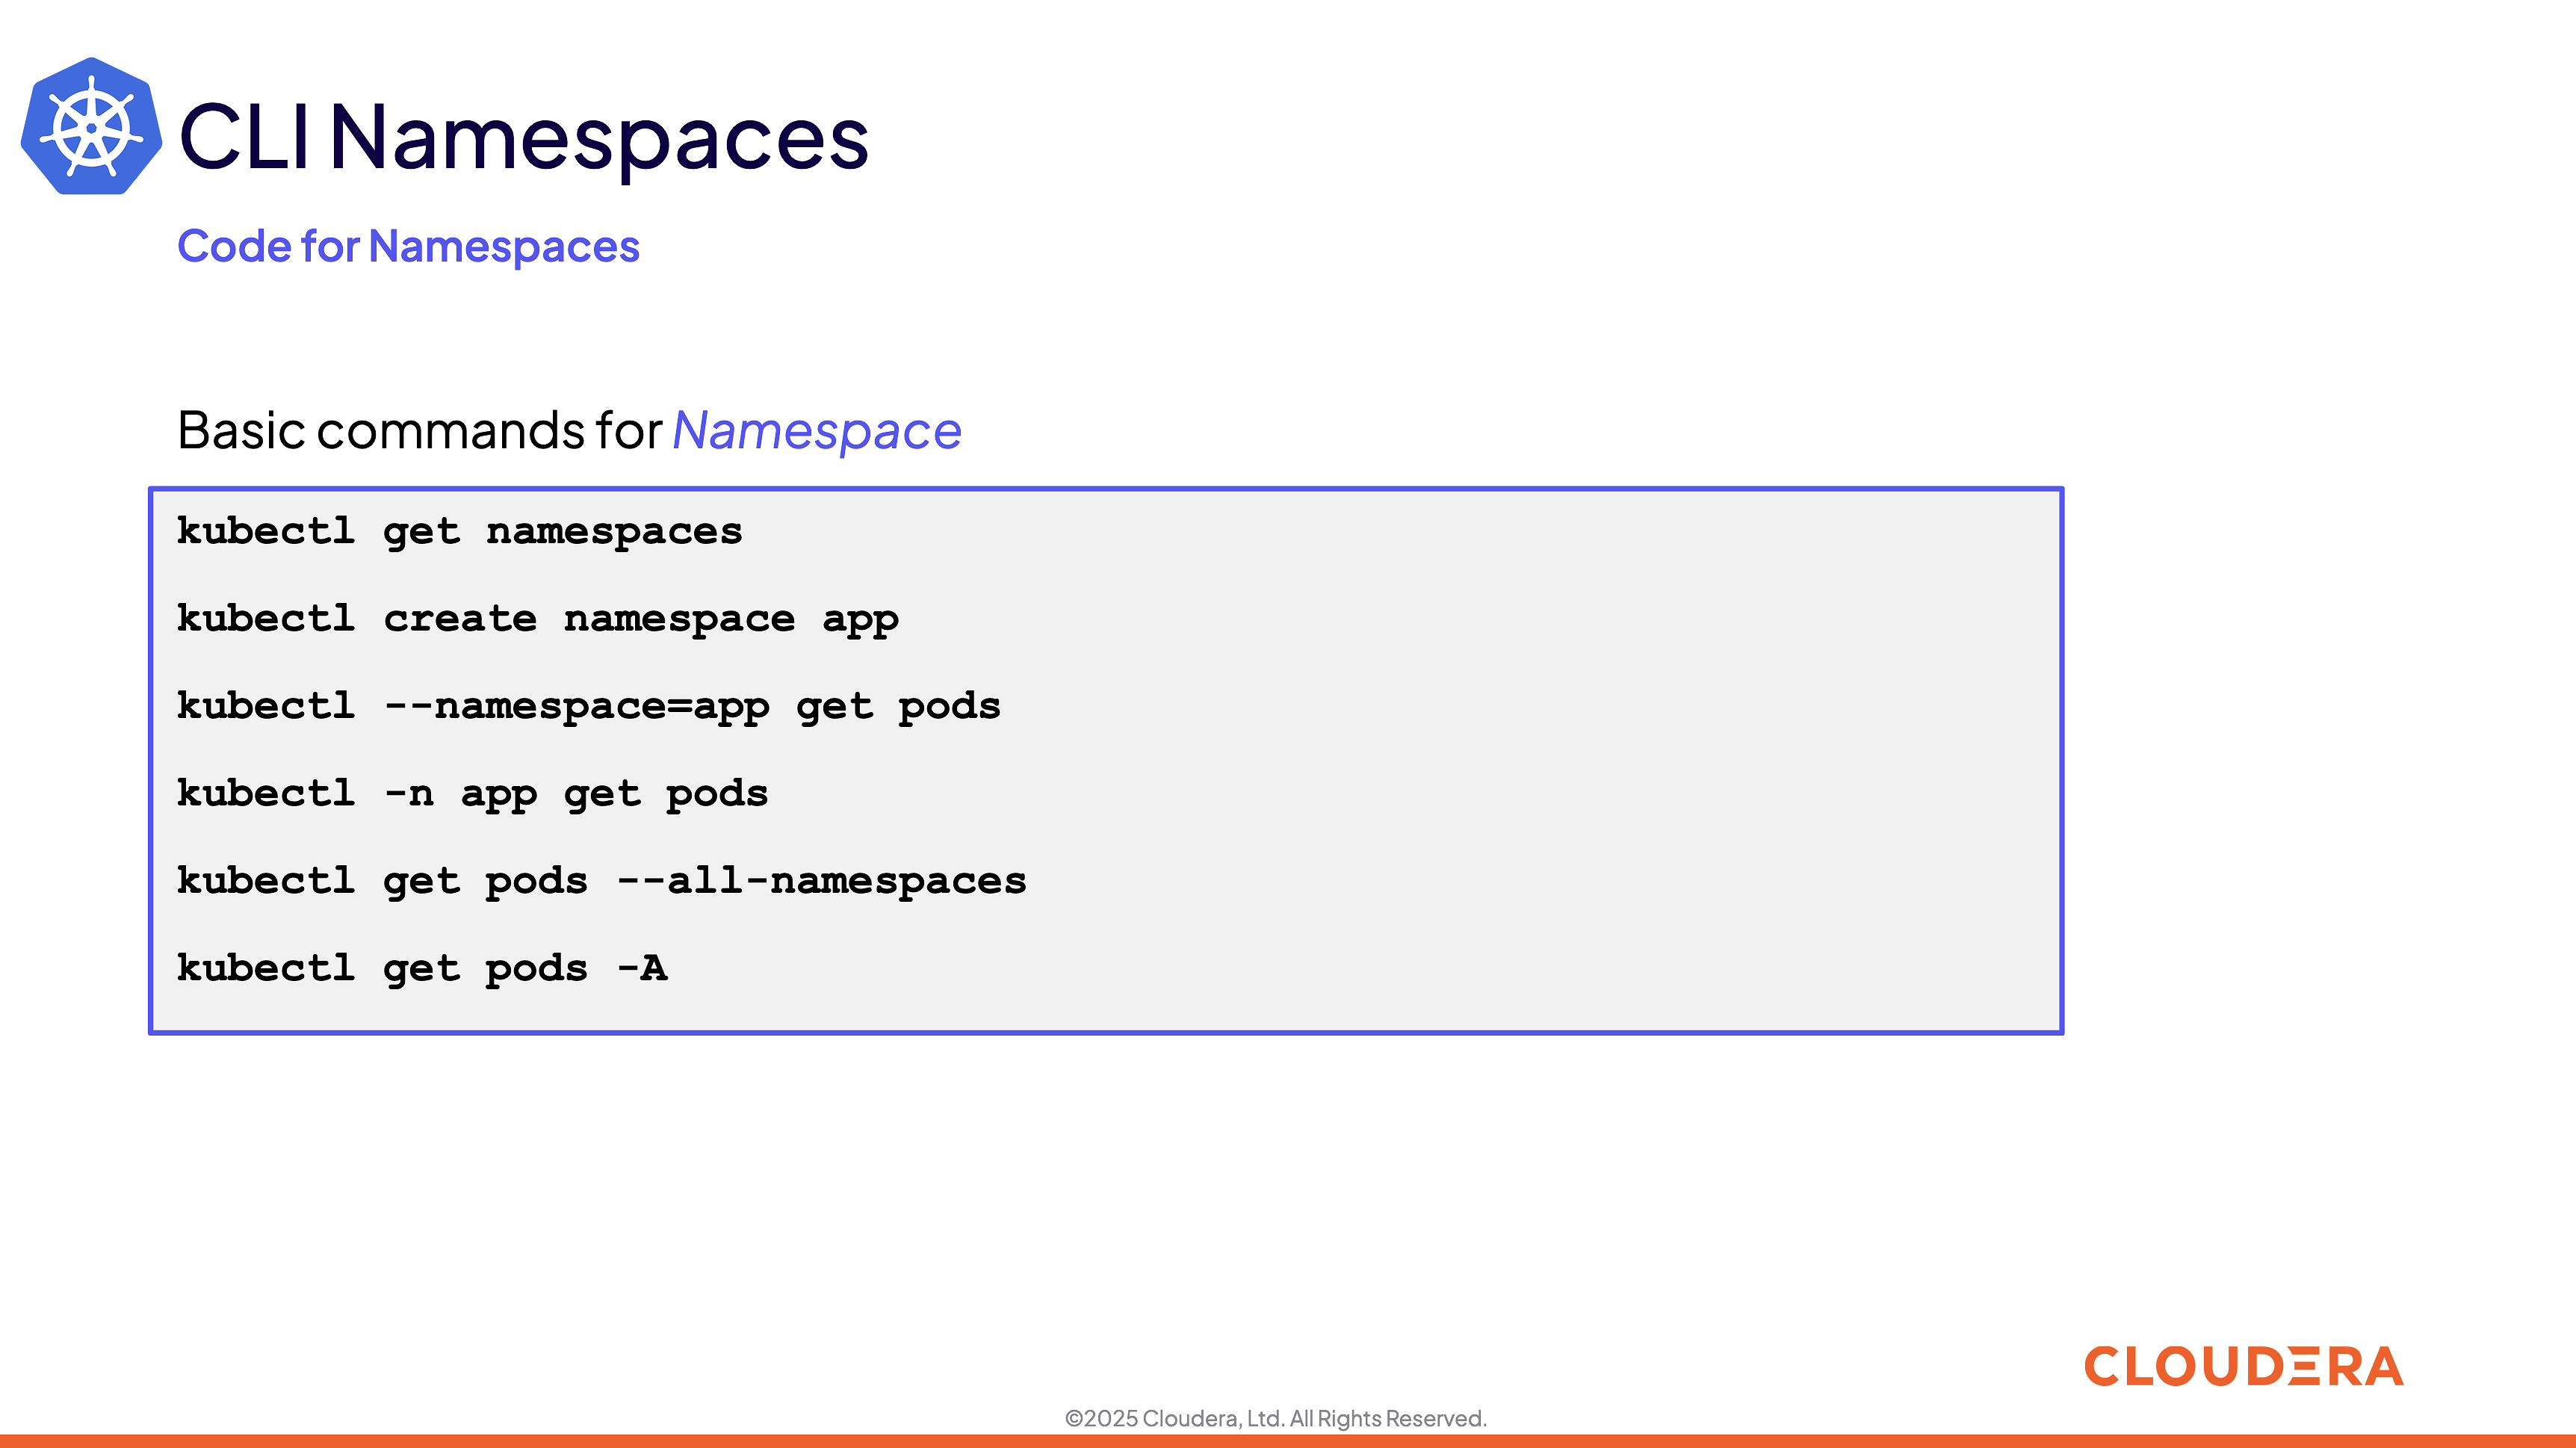 CLI Namespaces
Code for Namespaces
Basic commands for Namespace
kubectl get namespaces
kubectl create namespace app
kubectl --namespace=app get pods
kubectl -n app get pods
kubectl get pods --all-namespaces
kubectl get pods -A
CLOUDERA
©2025 Cloudera, Ltd. All Rights Reserved.